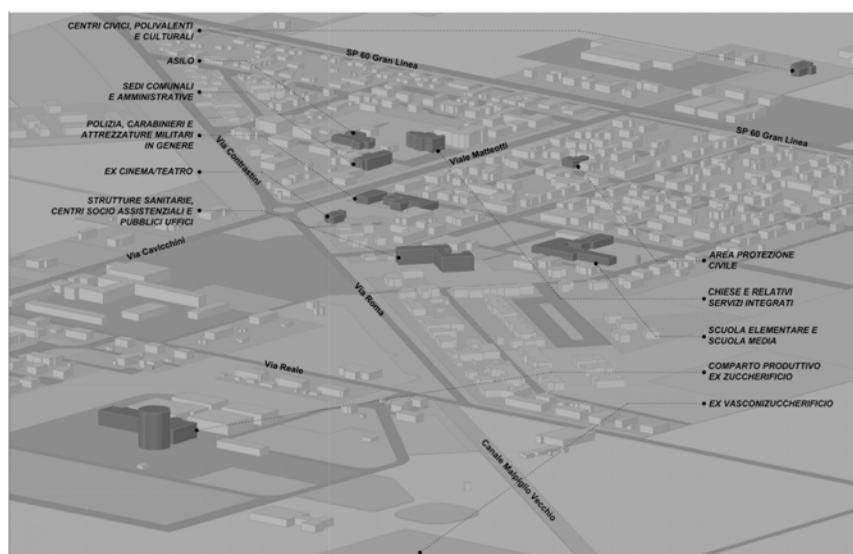 CENTRI CIVICI, POLIVALENTI
E CULTURALI
ASILO
SEDI COMUNALI
E AMMINISTRATIVE
POLIZIA, CARABINIERI E
ATTREZZATURE MILITARI
IN GENERE
EX CINEMA/TEATRO
STRUTTURE SANITARIE,
CENTRI SOCIO ASSISTENZIALI E
PUBBLICI UFFICI
SP 60 Gran Linea
SP 60 Gran Linea
Viale Matteotti
Via Contrastini
Via Cavicchini
Via Roma
Via Reale
Canale Malpiglio Vecchio
AREA PROTEZIONE
CIVILE
CHIESE E RELATIVI
SERVIZI INTEGRATI
SCUOLA ELEMENTARE E
SCUOLA MEDIA
COMPARTO PRODUTTIVO
EX ZUCCHERIFICIO
EX VASCONIZUCCHERIFICIO